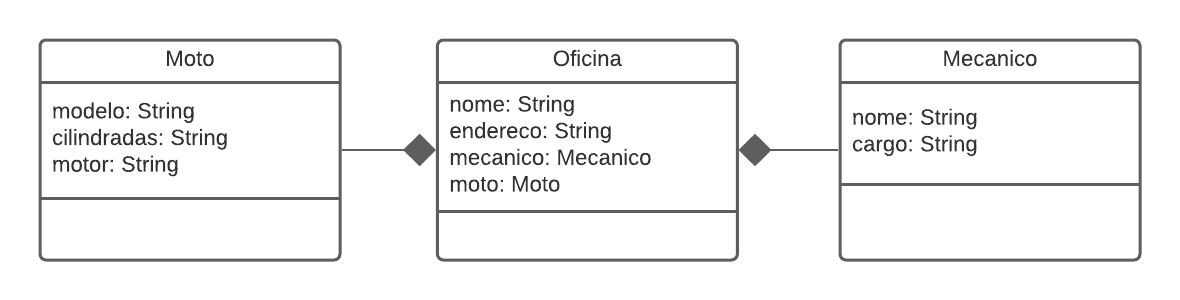 Moto
modelo: String
cilindradas: String
motor: String
Oficina
nome: String
endereco: String
mecanico: Mecanico
moto: Moto
Mecanico
nome: String
cargo: String